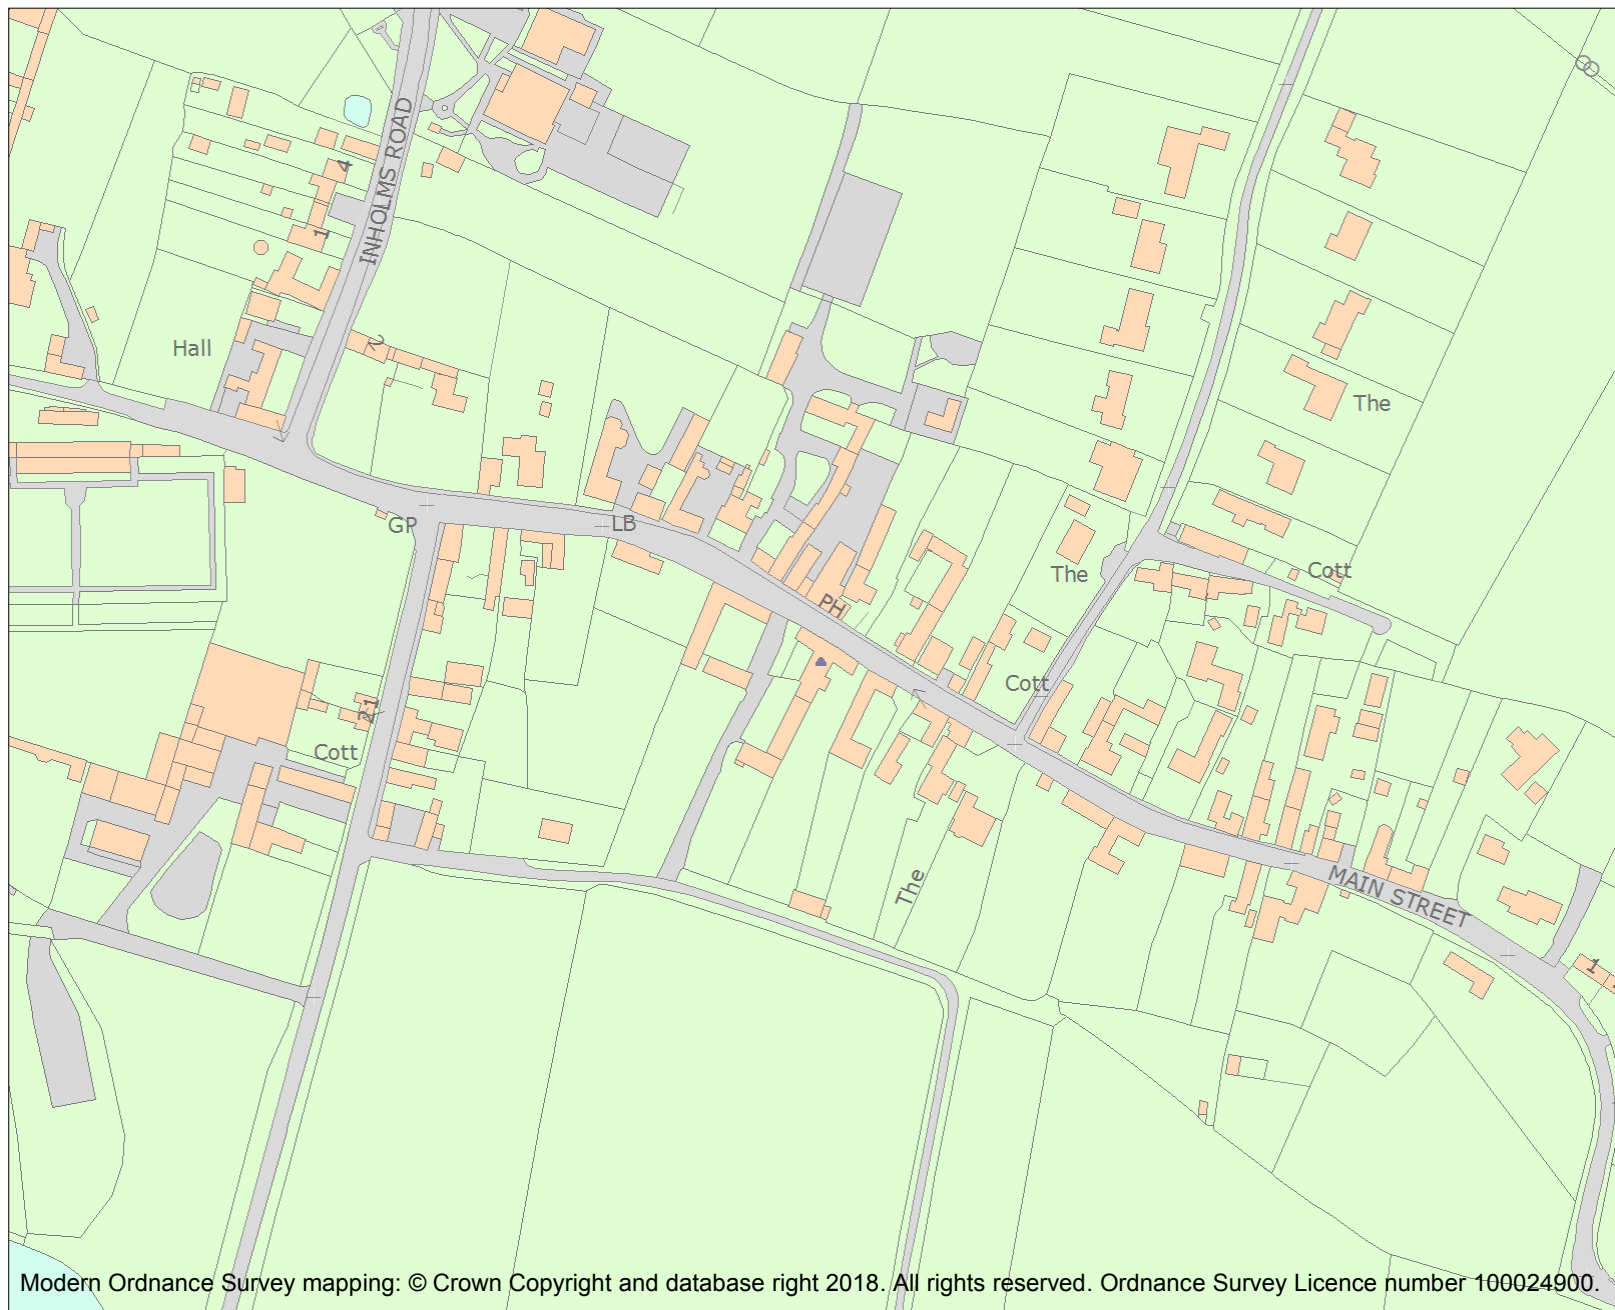 INHOLMS ROAD
4
1
Hall
2
The
GP
LB
The
Cott
PH
Cott
21
Cott
The
MAIN STREET
1
Modern Ordnance Survey mapping: © Crown Copyright and database right 2018. All rights reserved. Ordnance Survey Licence number 100024900.